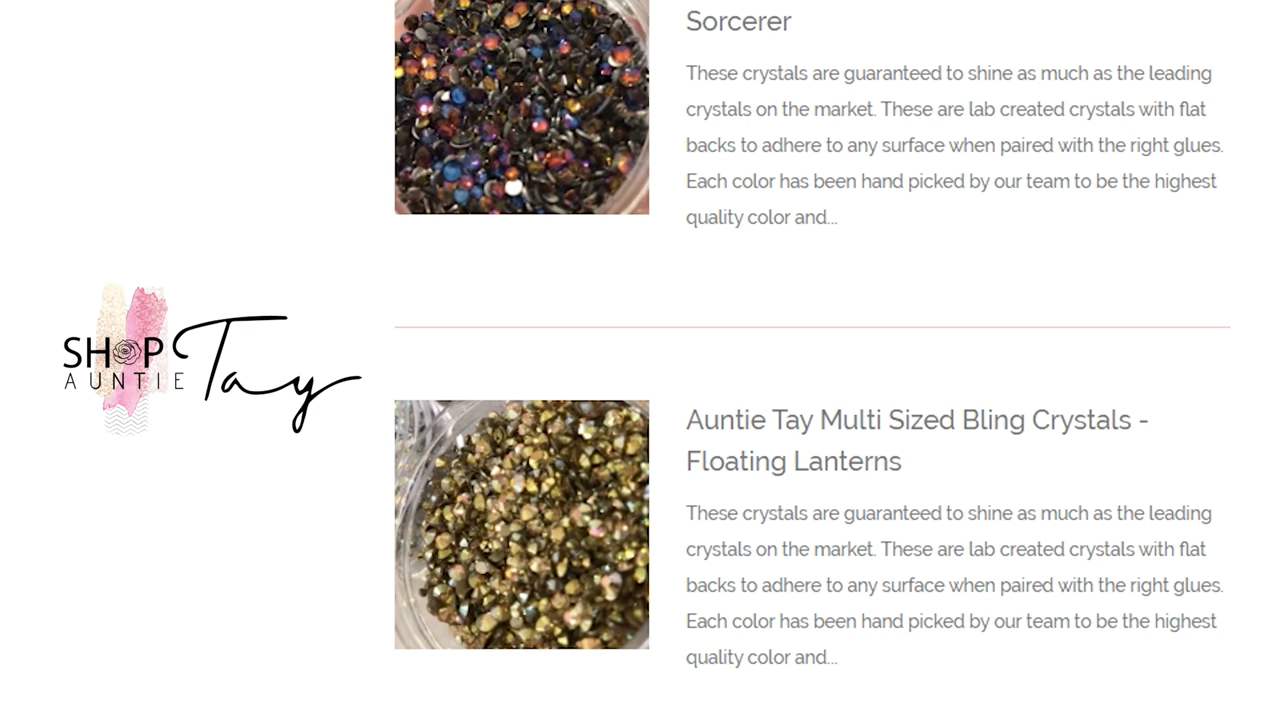 Sorcerer
These crystals are guaranteed to shine as much as the leading
crystals on the market. These are lab created crystals with flat
backs to adhere to any surface when paired with the right glues.
Each color has been hand picked by our team to be the highest
quality color and...
SHOP
AUNTIE
Tay
Auntie Tay Multi Sized Bling Crystals -
Floating Lanterns
These crystals are guaranteed to shine as much as the leading
crystals on the market. These are lab created crystals with flat
backs to adhere to any surface when paired with the right glues.
Each color has been hand picked by our team to be the highest
quality color and...